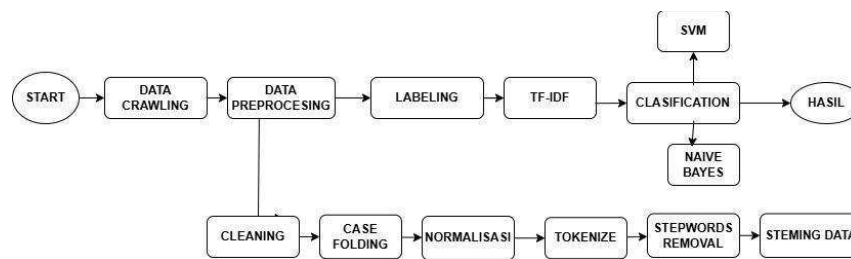 SVM
START
DATA
CRAWLING
DATA
PREPROCESING
LABELING
TF-IDF
CLASIFICATION
HASIL
NAIVE
BAYES
CLEANING
CASE
FOLDING
NORMALISASI
TOKENIZE
STEPWORDS
REMOVAL
STEMING DATA